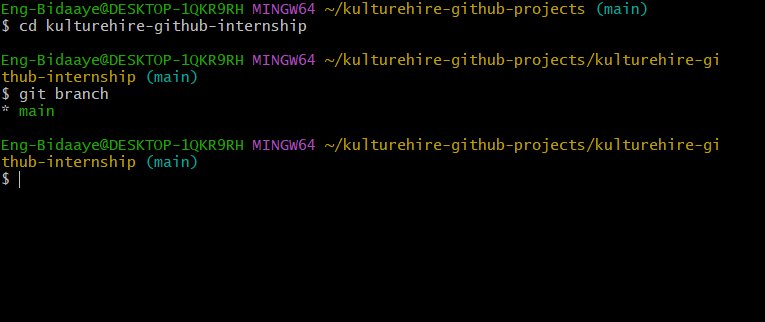 Eng-Bidaaye@DESKTOP-1QKR9RH MINGW64 ~/kulturehire-github-projects (main)
$ cd kulturehire-github-internship
Eng-Bidaaye@DESKTOP-1QKR9RH MINGW64 ~/kulturehire-github-projects/kulturehire-gi
thub-internship (main)
$ git branch
* main
Eng-Bidaaye@DESKTOP-1QKR9RH MINGW64 ~/kulturehire-github-projects/kulturehire-gi
thub-internship (main)
$